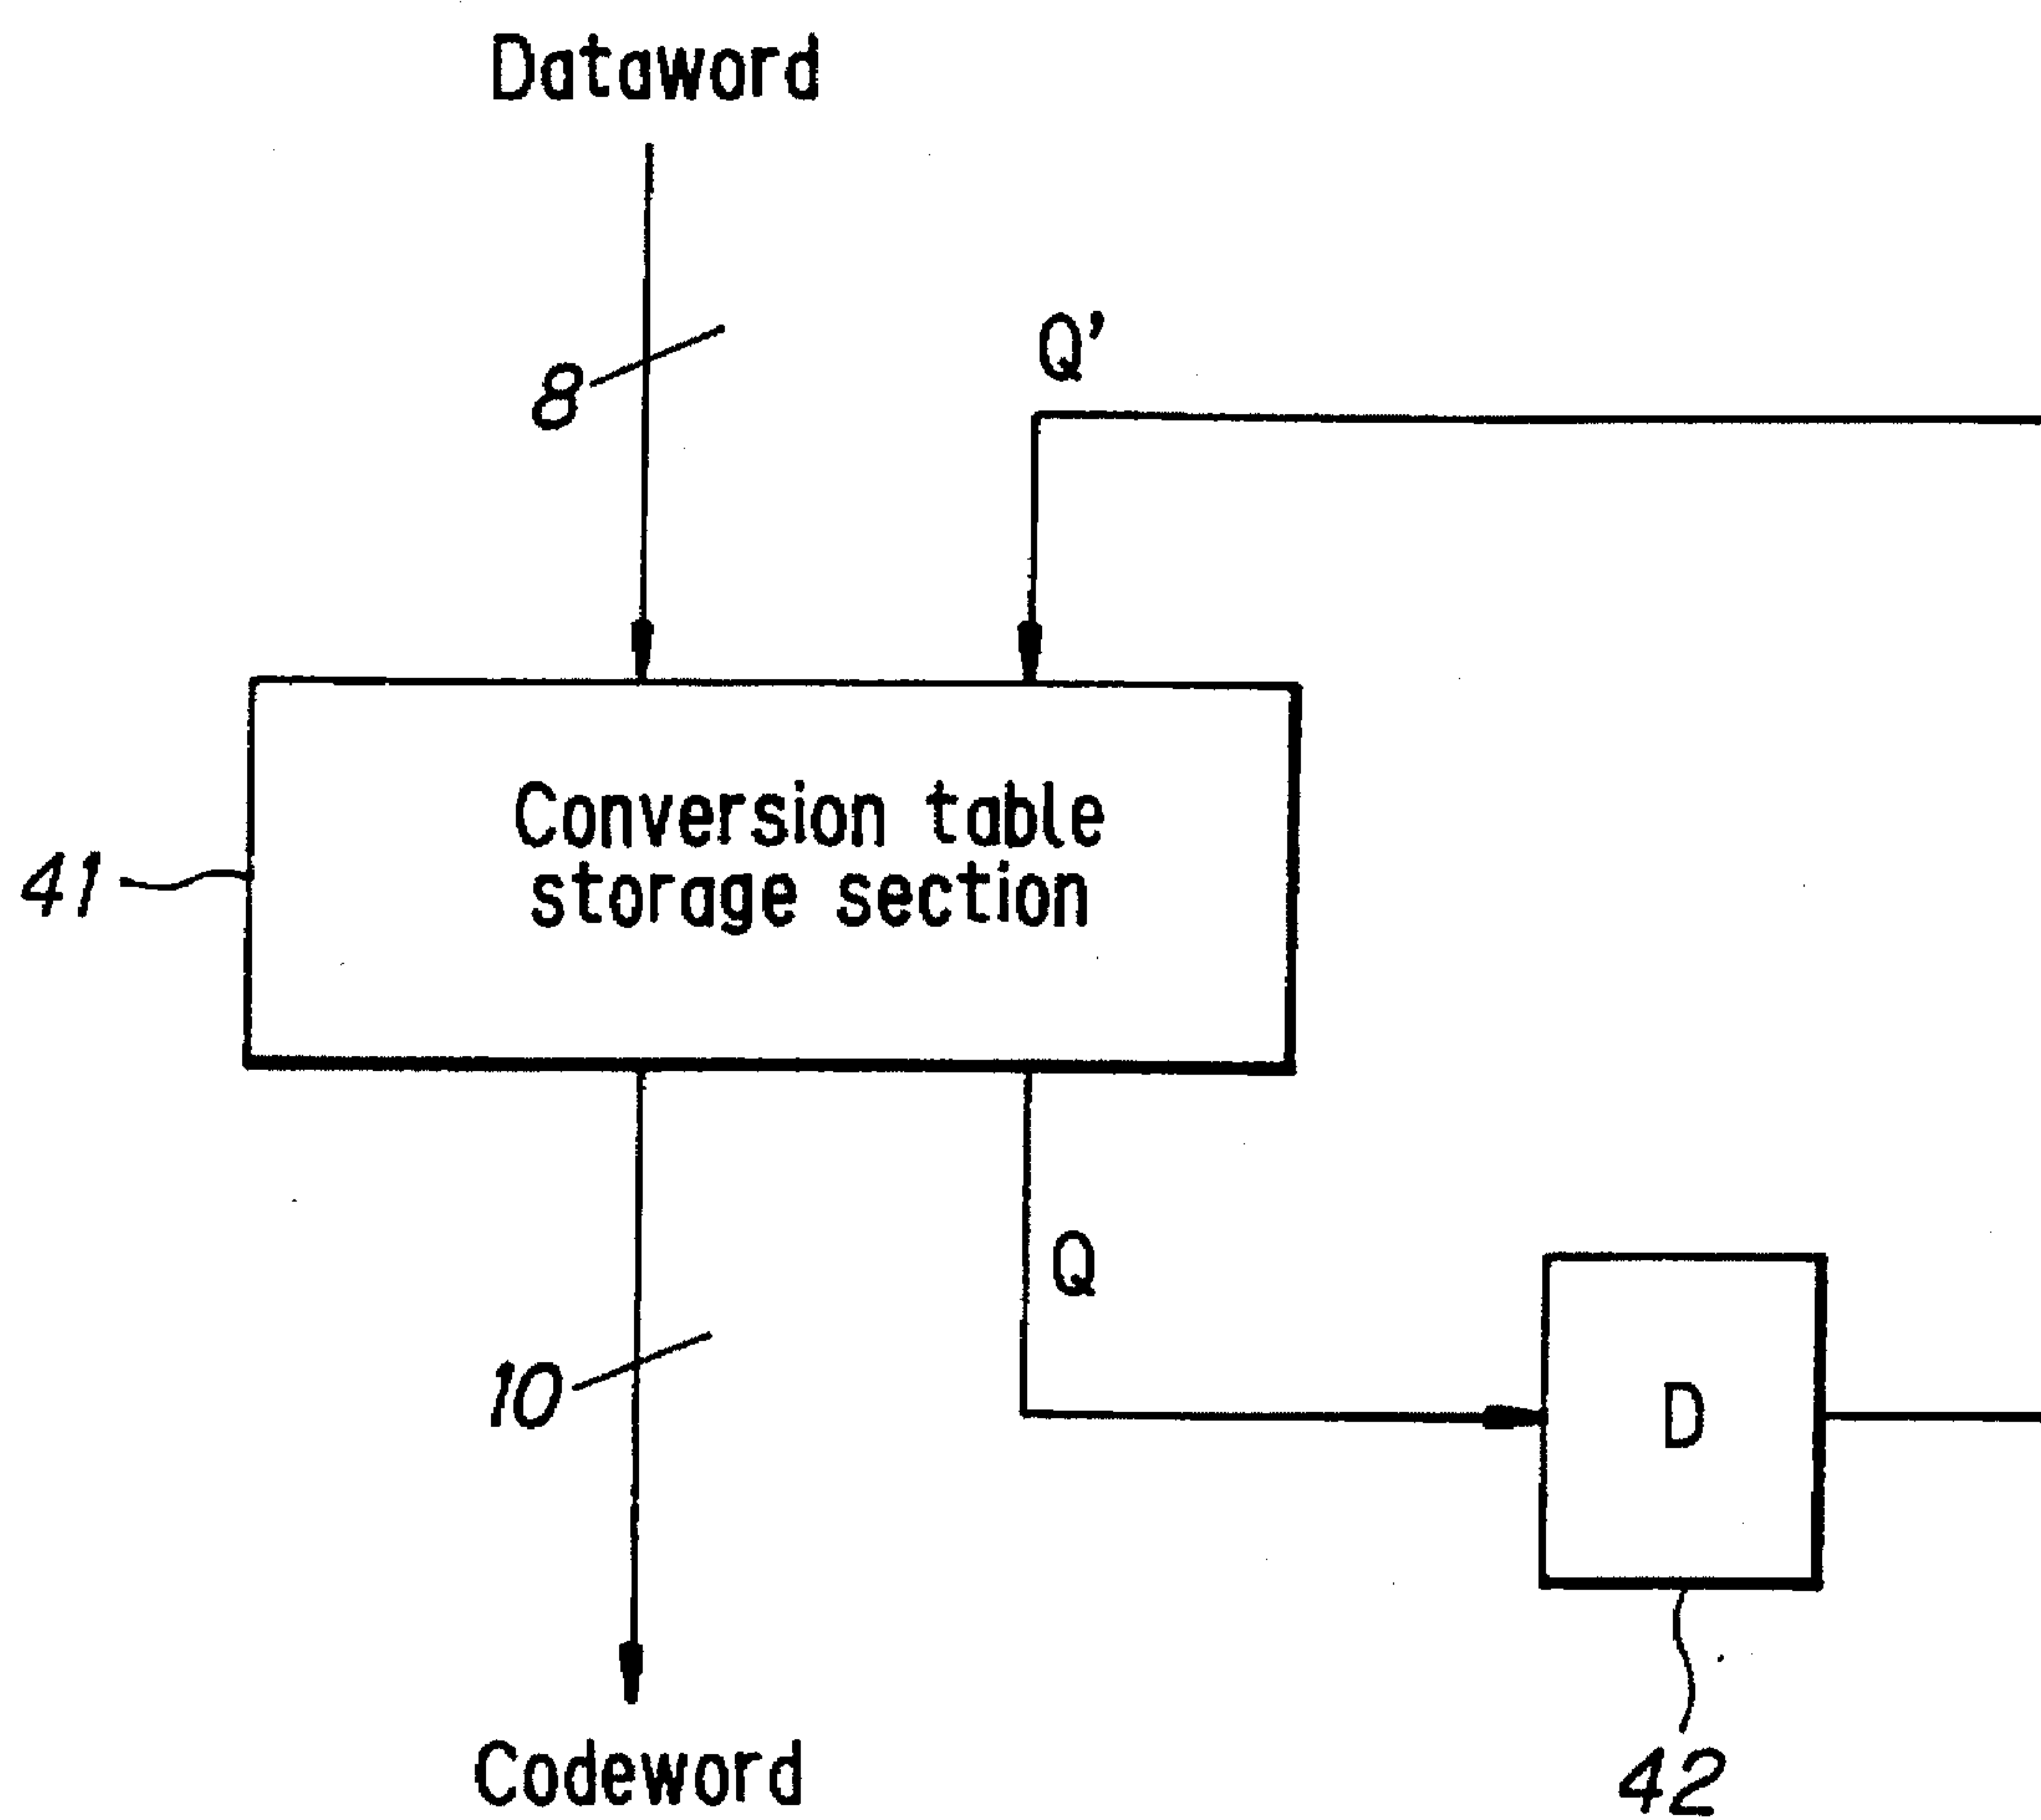 Dataword
8
Q'
Conversion table
storage section
41
Q
10
D
Codeword
42